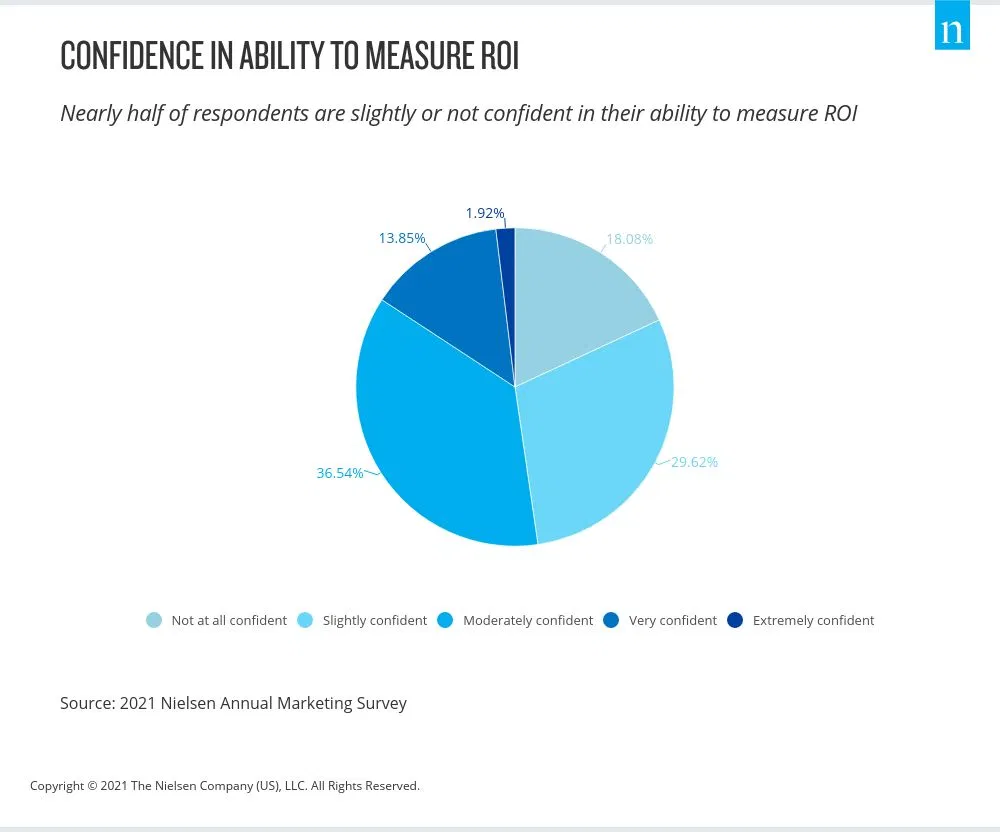 n
CONFIDENCE IN ABILITY TO MEASURE ROI
Nearly half of respondents are slightly or not confident in their ability to measure ROI
1.92%
13.85%
18.08%
36.54%
29.62%
Not at all confident Slightly confident Moderately confident Very confident Extremely confident
Source: 2021 Nielsen Annual Marketing Survey
Copyright © 2021 The Nielsen Company (US), LLC. All Rights Reserved.